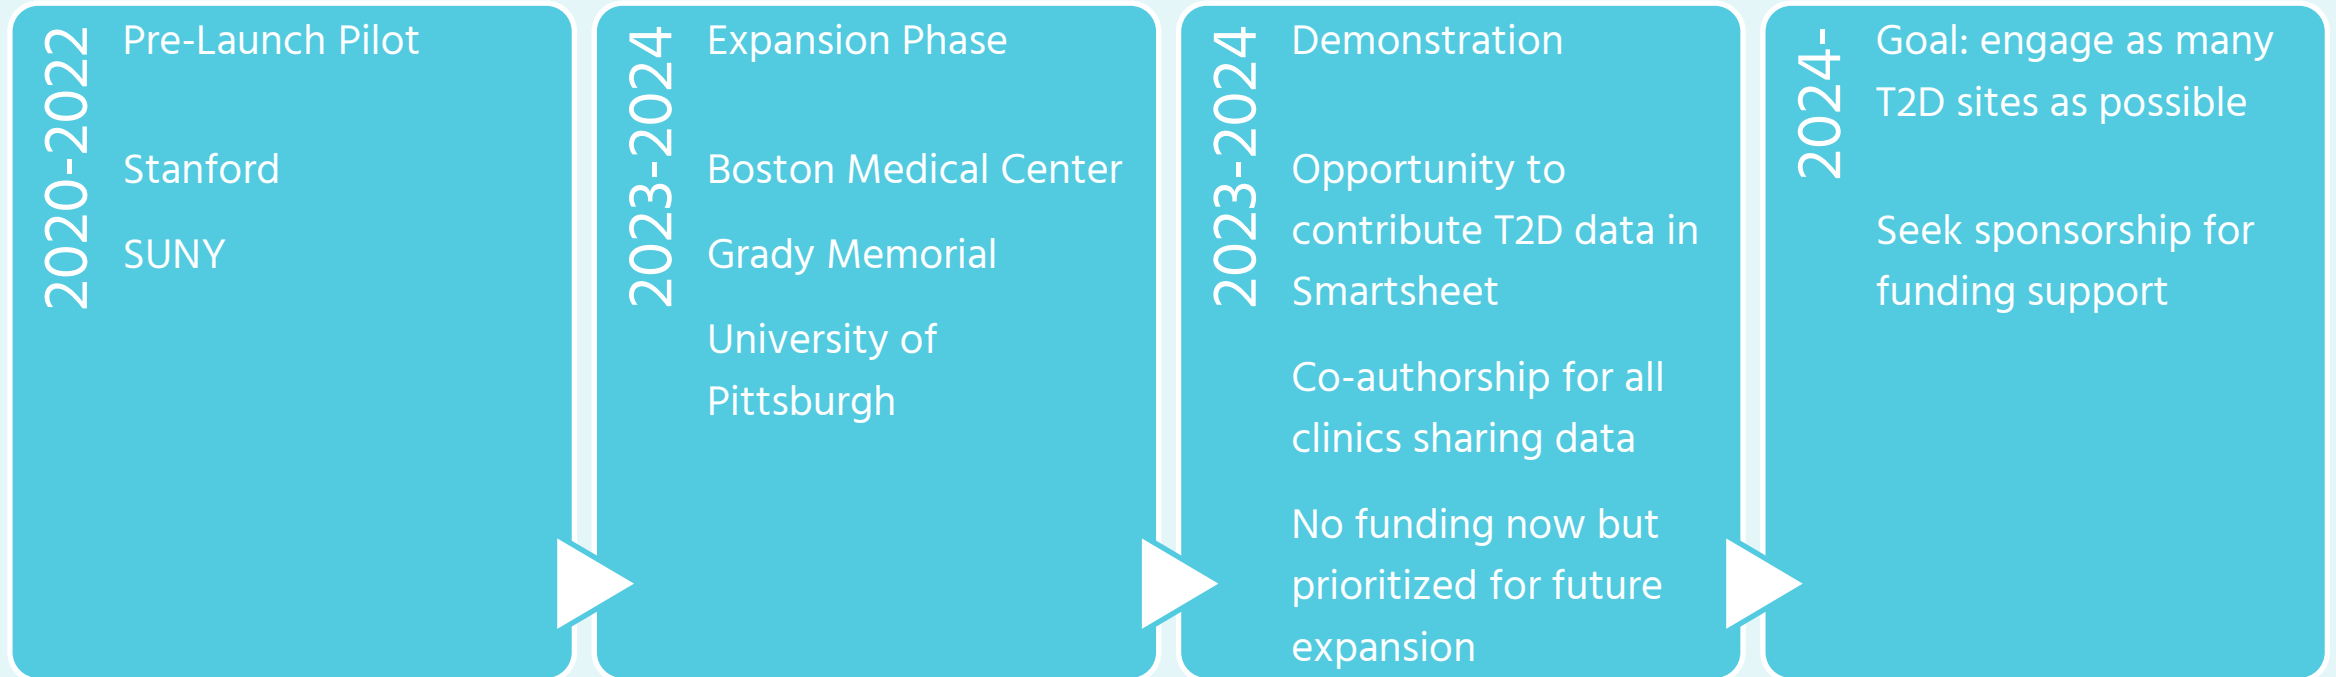 2020-2022
Pre-Launch Pilot
Stanford
SUNY
2023-2024
Expansion Phase
Boston Medical Center
Grady Memorial
University of
Pittsburgh
2023-2024
Demonstration
Opportunity to
contribute T2D data in
Smartsheet
Co-authorship for all
clinics sharing data
No funding now but
prioritized for future
expansion
2024-
Goal: engage as many
T2D sites as possible
Seek sponsorship for
funding support